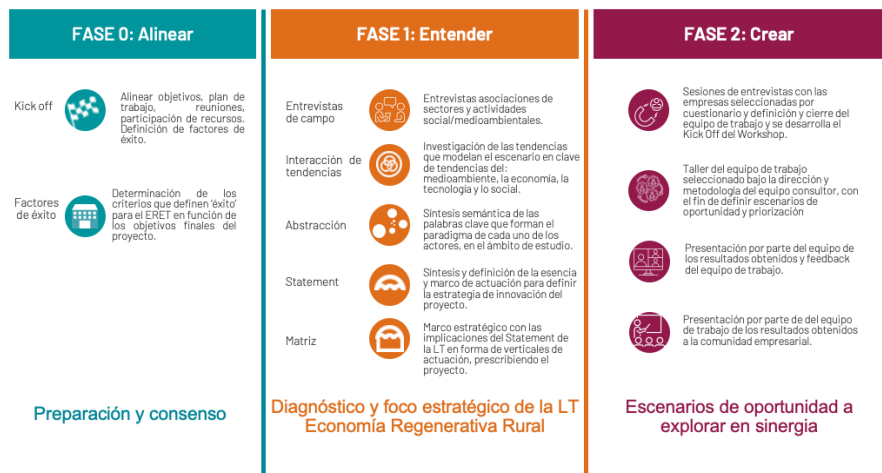 FASE 0: Alinear
Kick off
Alinear objetivos, plan de
trabajo, reuniones,
participación de recursos.
Definición de factores de
éxito.
Factores
de éxito
Determinación de los
criterios que definen 'éxito'
para el ERET en función de
los objetivos finales del
proyecto.
Preparación y consenso
FASE 1: Entender
Entrevistas
de campo
Entrevistas asociaciones de
sectores y actividades
social/medioambientales.
Interacción de
tendencias
Investigación de las tendencias
que modelan el escenario en clave
de tendencias del:
medioambiente, la economía, la
tecnología y lo social.
Abstracción
Síntesis semántica de las
palabras clave que forman el
paradigma de cada uno de los
actores, en el ámbito de estudio.
Statement
Síntesis y definición de la esencia
y marco de actuación para definir
la estrategia de innovación del
proyecto.
Matriz
Marco estratégico con las
implicaciones del Statement de
la LT en forma de verticales de
actuación, prescribiendo el
proyecto.
Diagnóstico y foco estratégico de la LT
Economía Regenerativa Rural
FASE 2: Crear
Sesiones de entrevistas con las
empresas seleccionadas por
cuestionario y definición y cierre del
equipo de trabajo y se desarrolla el
Kick Off del Workshop.
Taller del equipo de trabajo
seleccionado bajo la dirección y
metodología del equipo consultor, con
el fin de definir escenarios de
oportunidad y priorización
Presentación por parte del equipo de
los resultados obtenidos y feedback
del equipo de trabajo.
Presentación por parte de del equipo
de trabajo de los resultados obtenidos
a la comunidad empresarial.
Escenarios de oportunidad a
explorar en sinergia